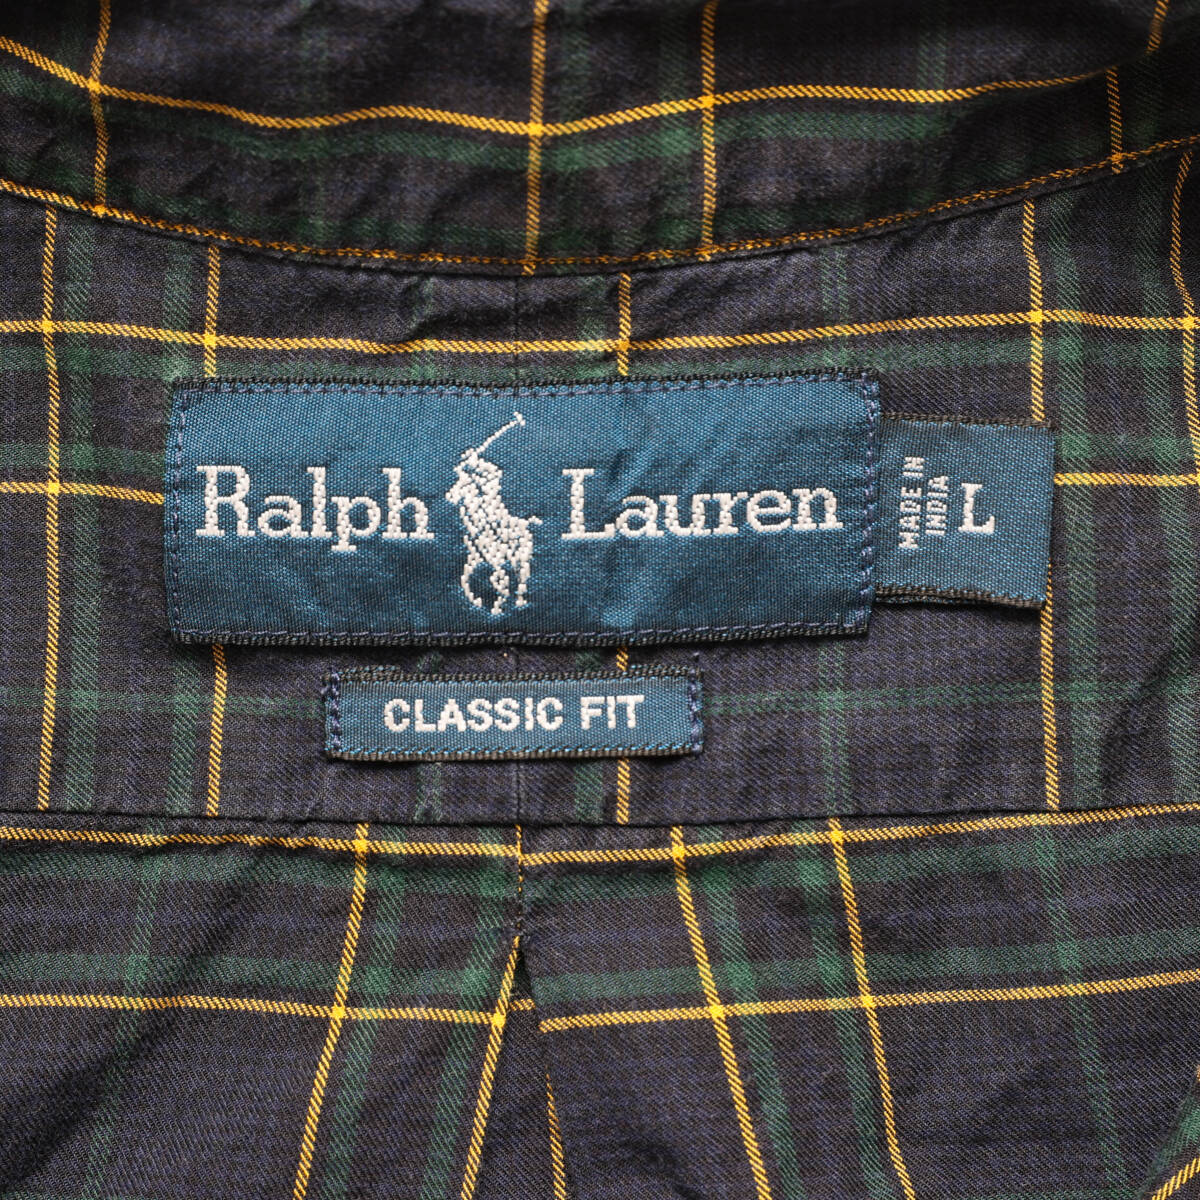 Ralph Lauren
MADE IN
INDIA
L
CLASSIC FIT